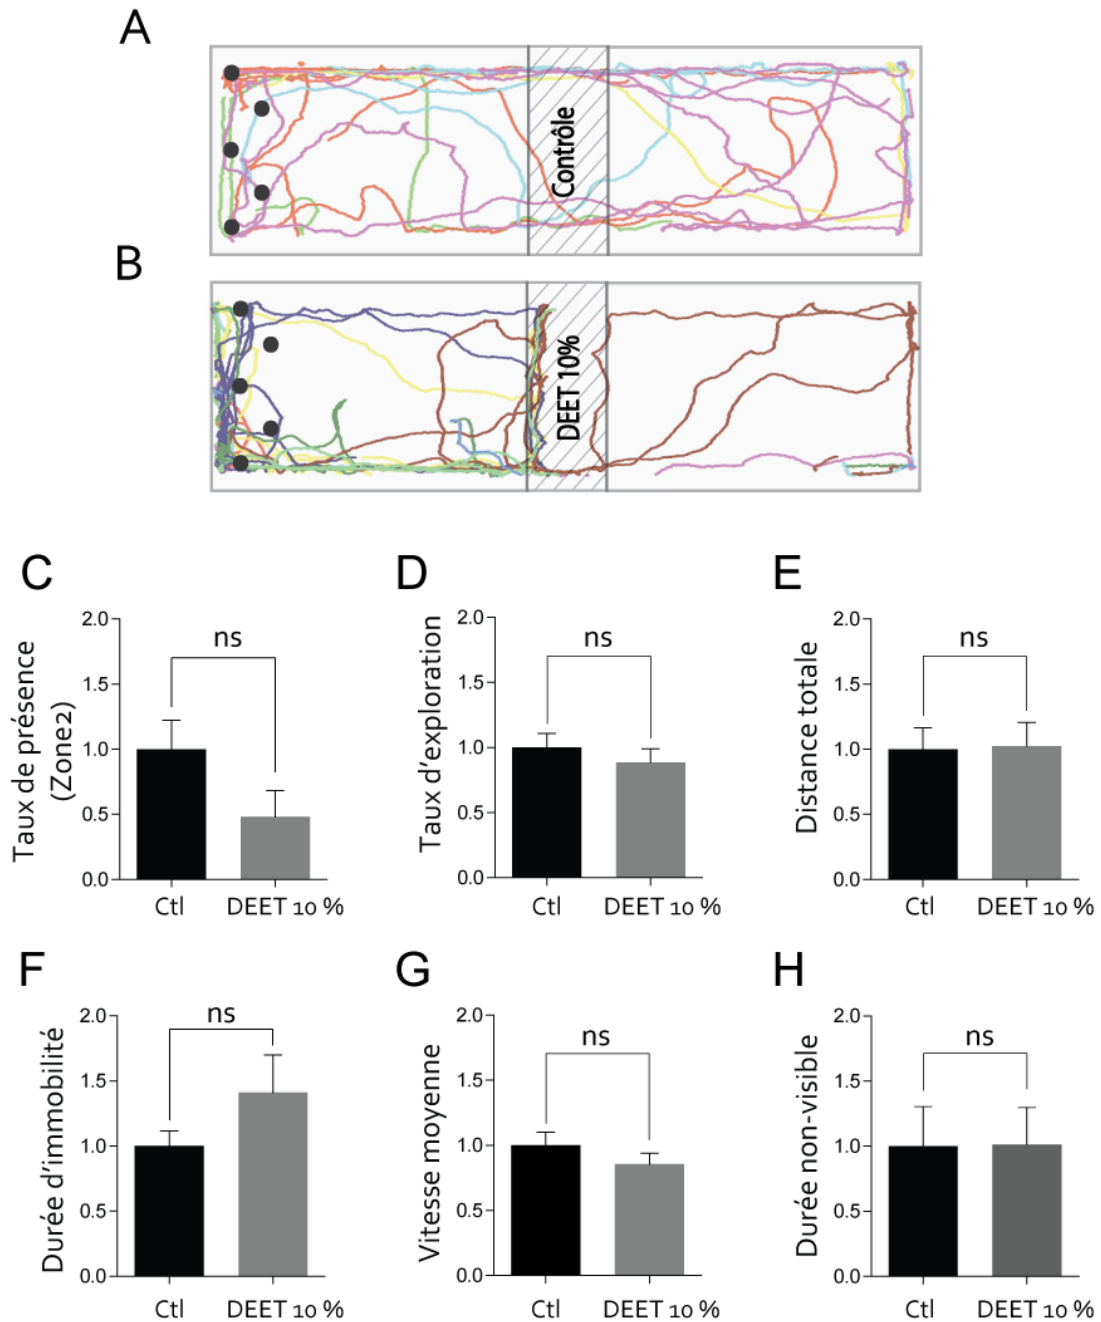 A
Contrôle
B
DEET 10%
C
Taux de présence
(Zone2)
2.0
1.5
1.0
0.5
0.0
ns
Ctl
DEET 10 %
D
Taux d'exploration
2.0
1.5
1.0
0.5
0.0
ns
Ctl
DEET 10 %
E
Distance totale
2.0
1.5
1.0
0.5
0.0
ns
Ctl
DEET 10 %
F
Durée d'immobilité
2.0
1.5
1.0
0.5
0.0
ns
Ctl
DEET 10 %
G
Vitesse moyenne
2.0
1.5
1.0
0.5
0.0
ns
Ctl
DEET 10 %
H
Durée non-visible
2.0
1.5
1.0
0.5
0.0
ns
Ctl
DEET 10 %